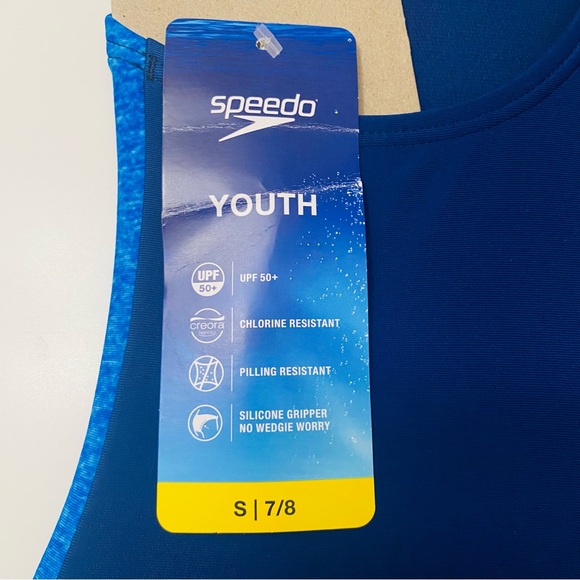 speedo
YOUTH
UPF
50+
UPF 50+
creora
CHLORINE RESISTANT
PILLING RESISTANT
SILICONE GRIPPER
NO WEDGIE WORRY
S | 7/8